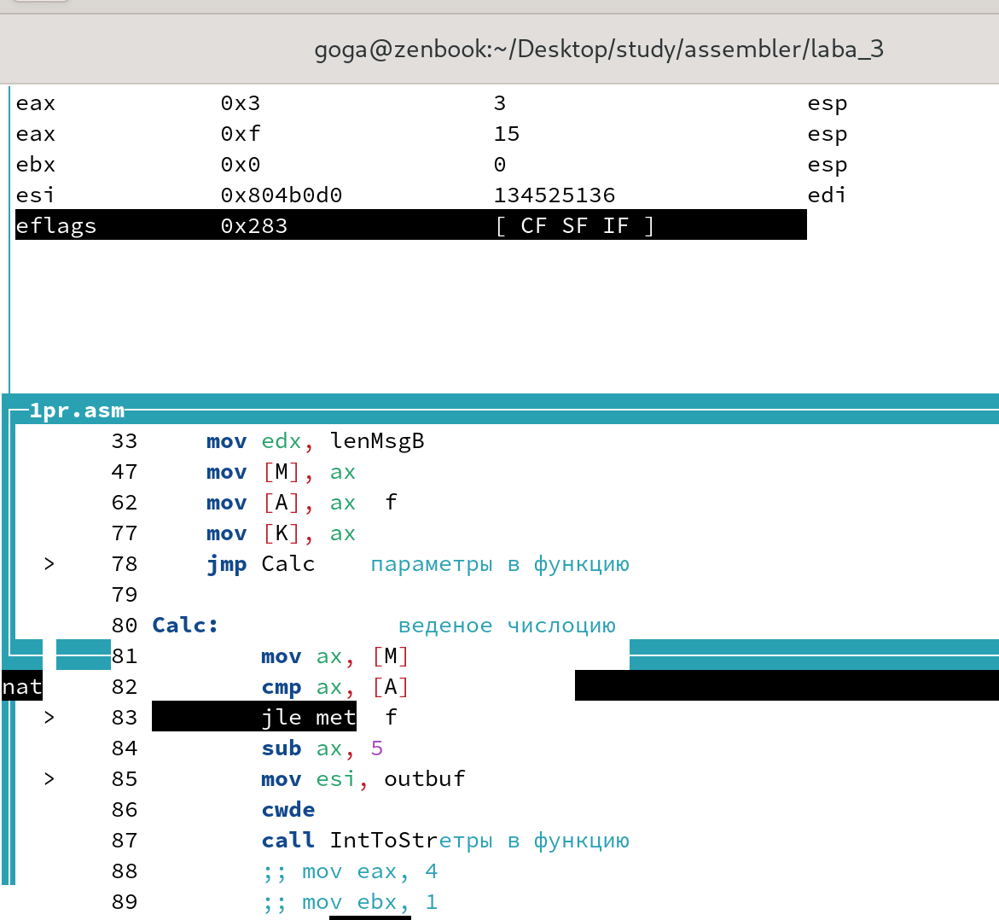 goga@zenbook:~/Desktop/study/assembler/laba_3
eax 0x3 3 esp
eax 0xf 15 esp
ebx 0x0 0 esp
esi 0x804b0d0 134525136 edi
eflags 0x283 [ CF SF IF ]
1pr.asm
33 mov edx, lenMsgB
47 mov [M], ax
62 mov [A], ax f
77 mov [K], ax
> 78 jmp Calc параметры в функцию
79
80 Calc: веденое числоцию
81 mov ax, [M]
nat 82 cmp ax, [A]
> 83 jle met f
84 sub ax, 5
> 85 mov esi, outbuf
86 cwde
87 call IntToStrетры в функцию
88 ;; mov eax, 4
89 ;; mov ebx, 1